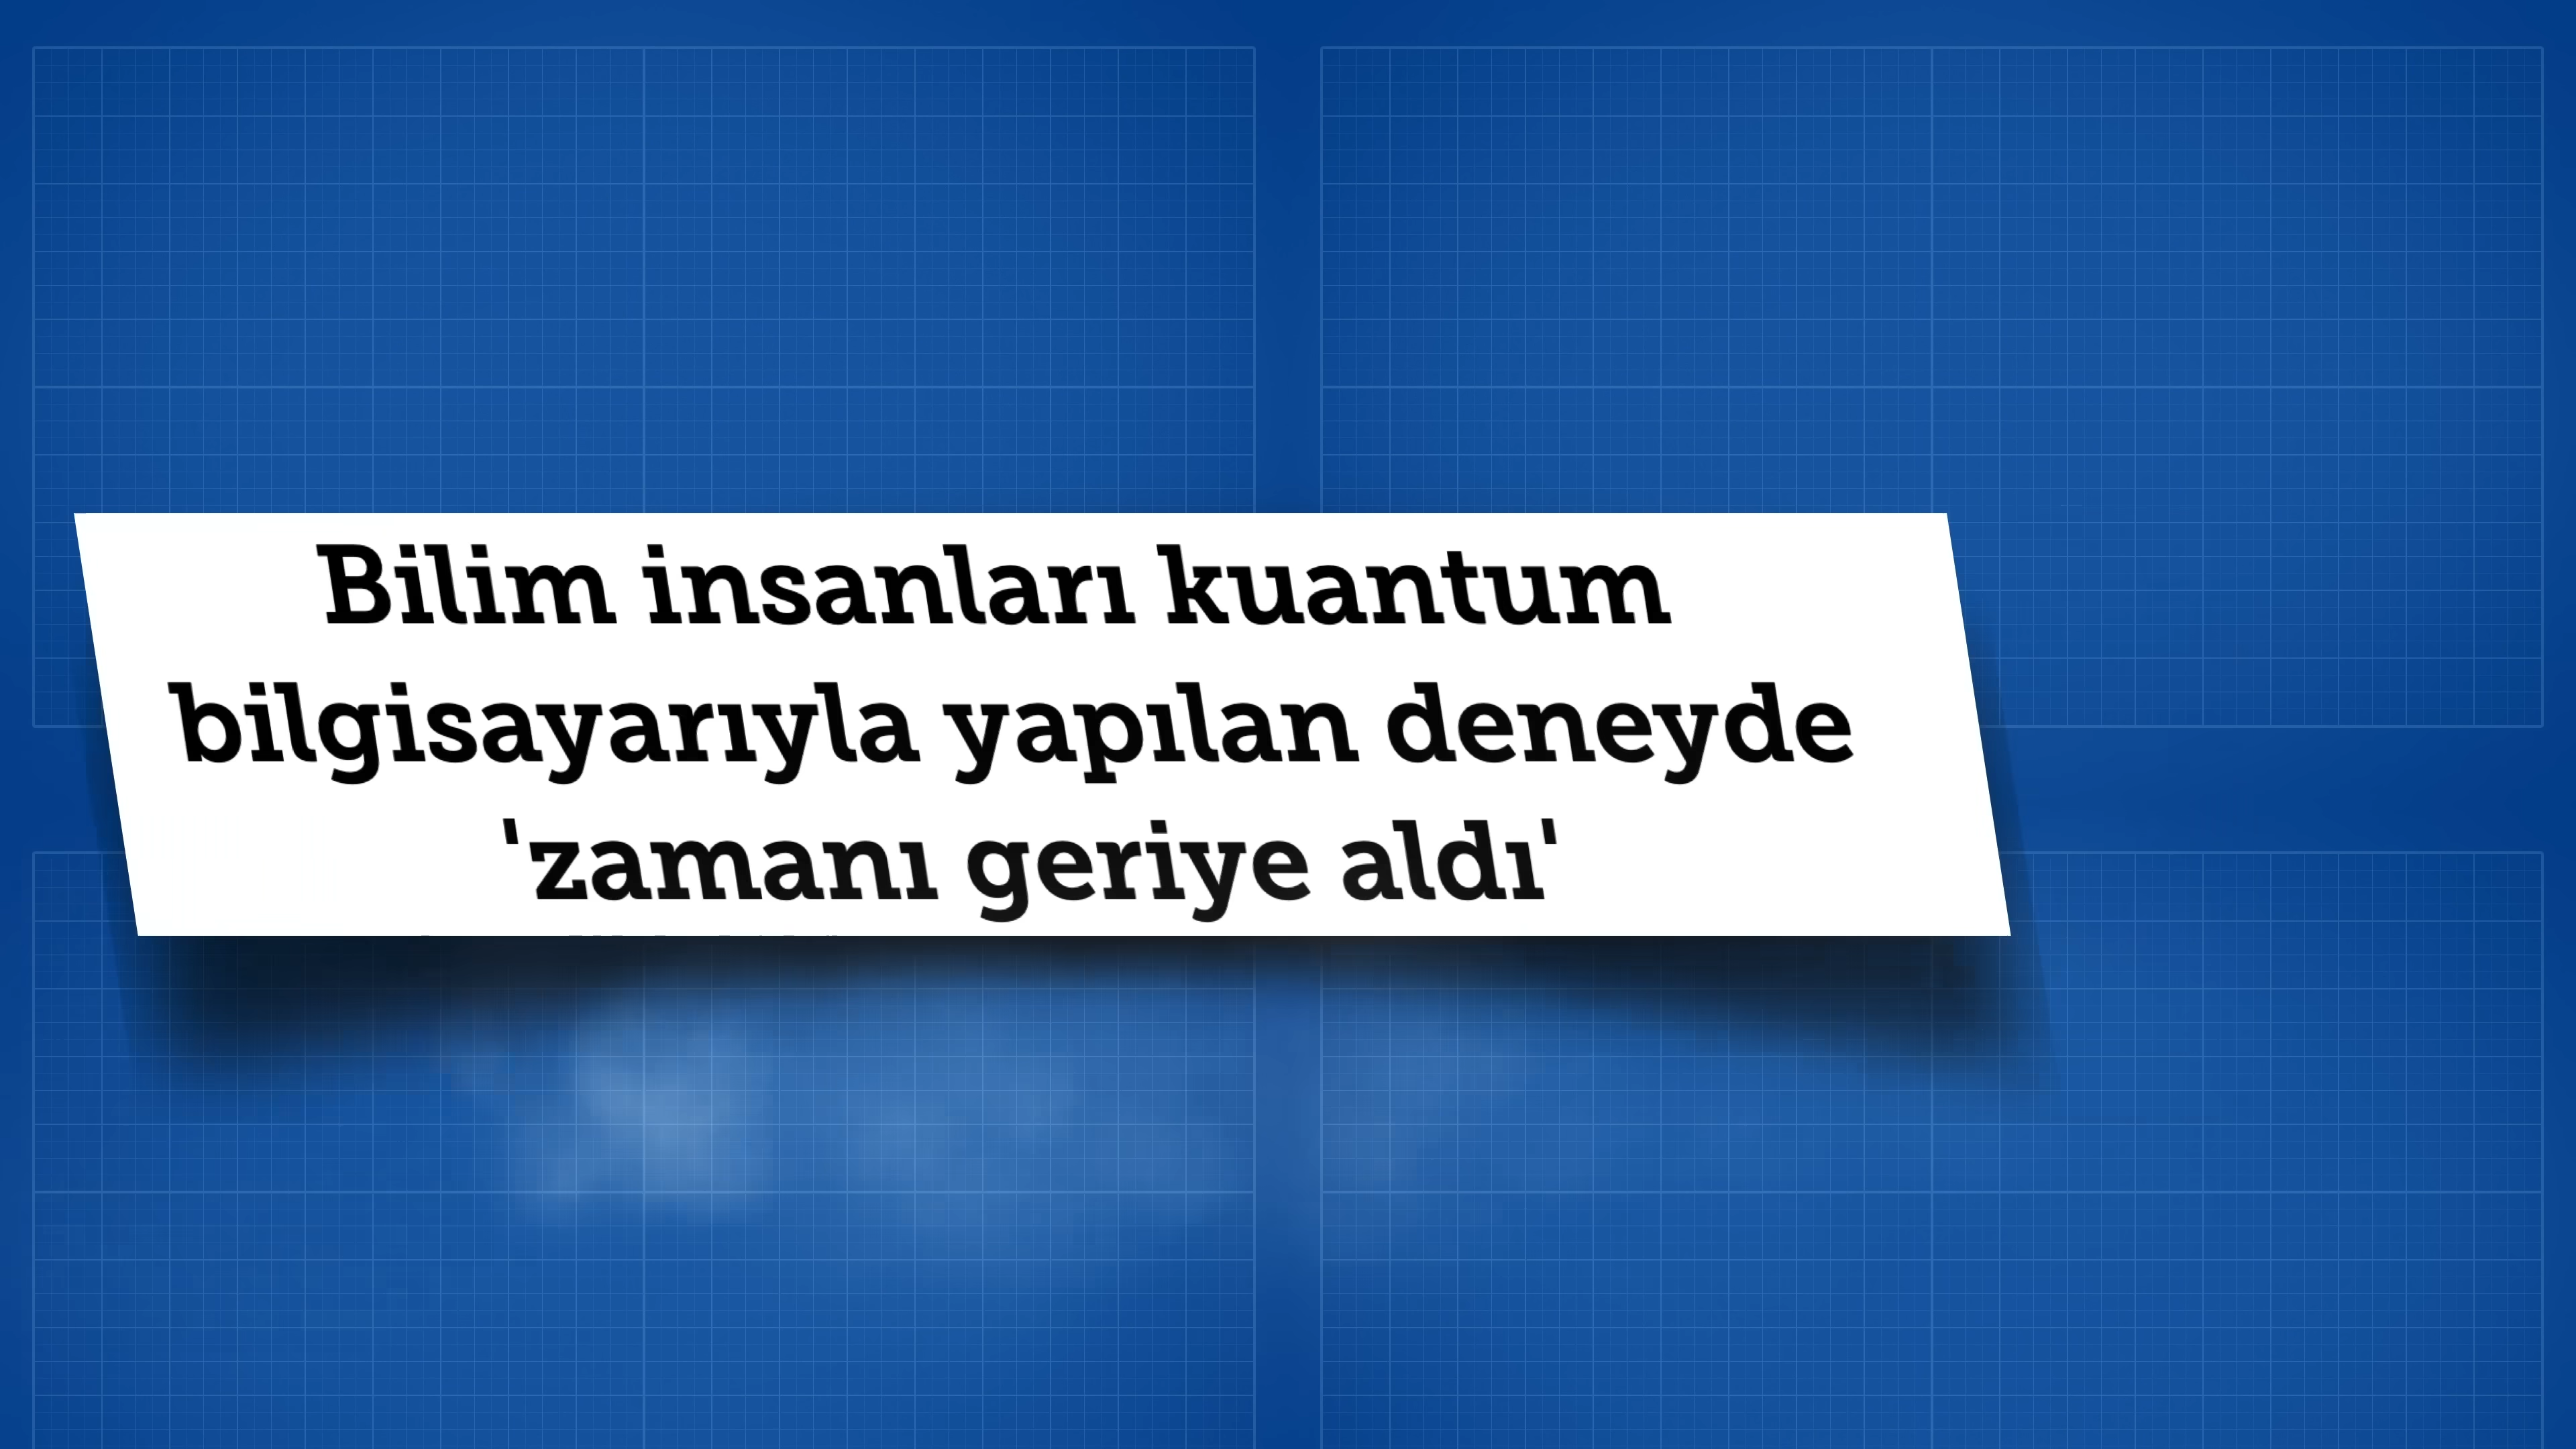 Bilim insanları kuantum
bilgisayarıyla yapılan deneyde
'zamanı geriye aldı'